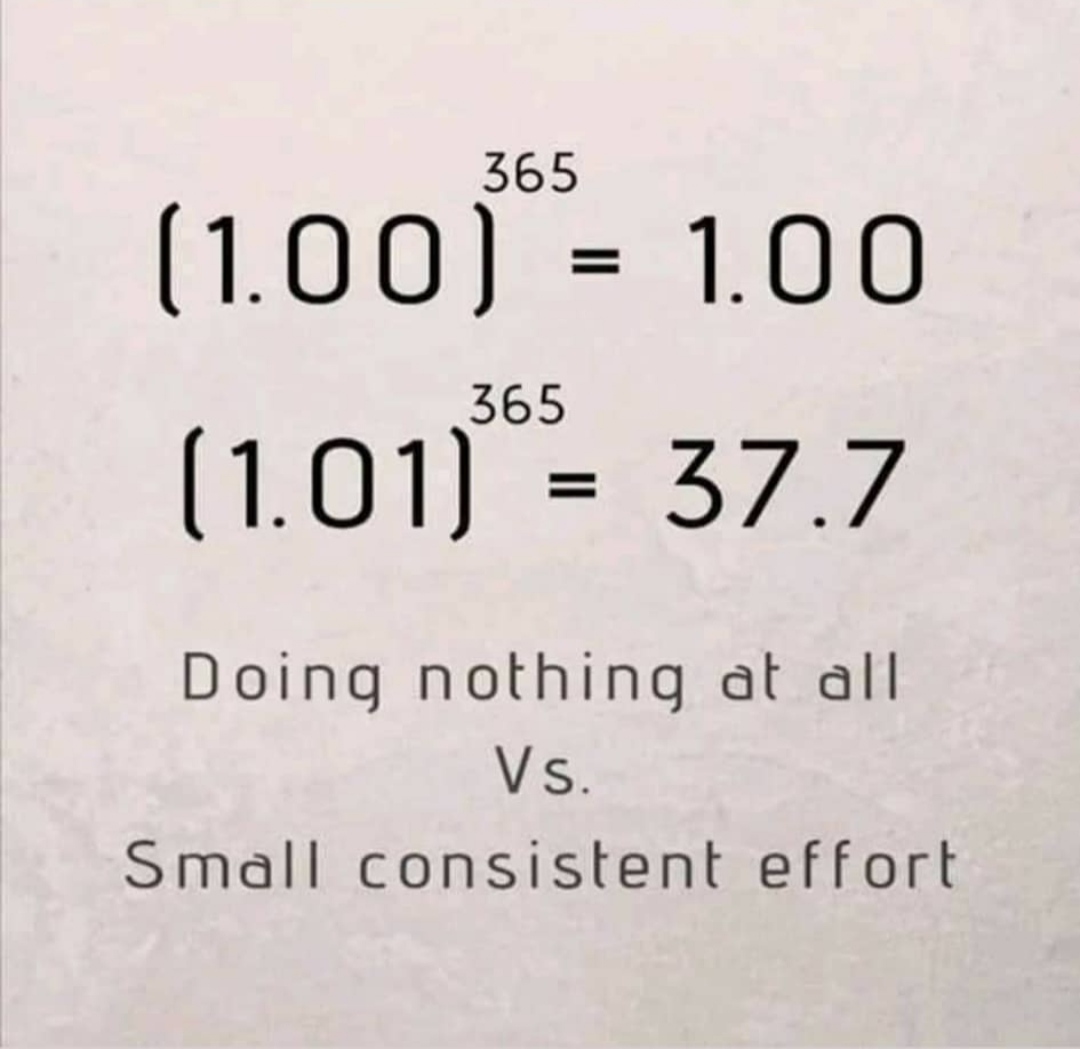 (1.00)³⁶⁵ = 1.00
(1.01)³⁶⁵ = 37.7
Doing nothing at all
Vs.
Small consistent effort